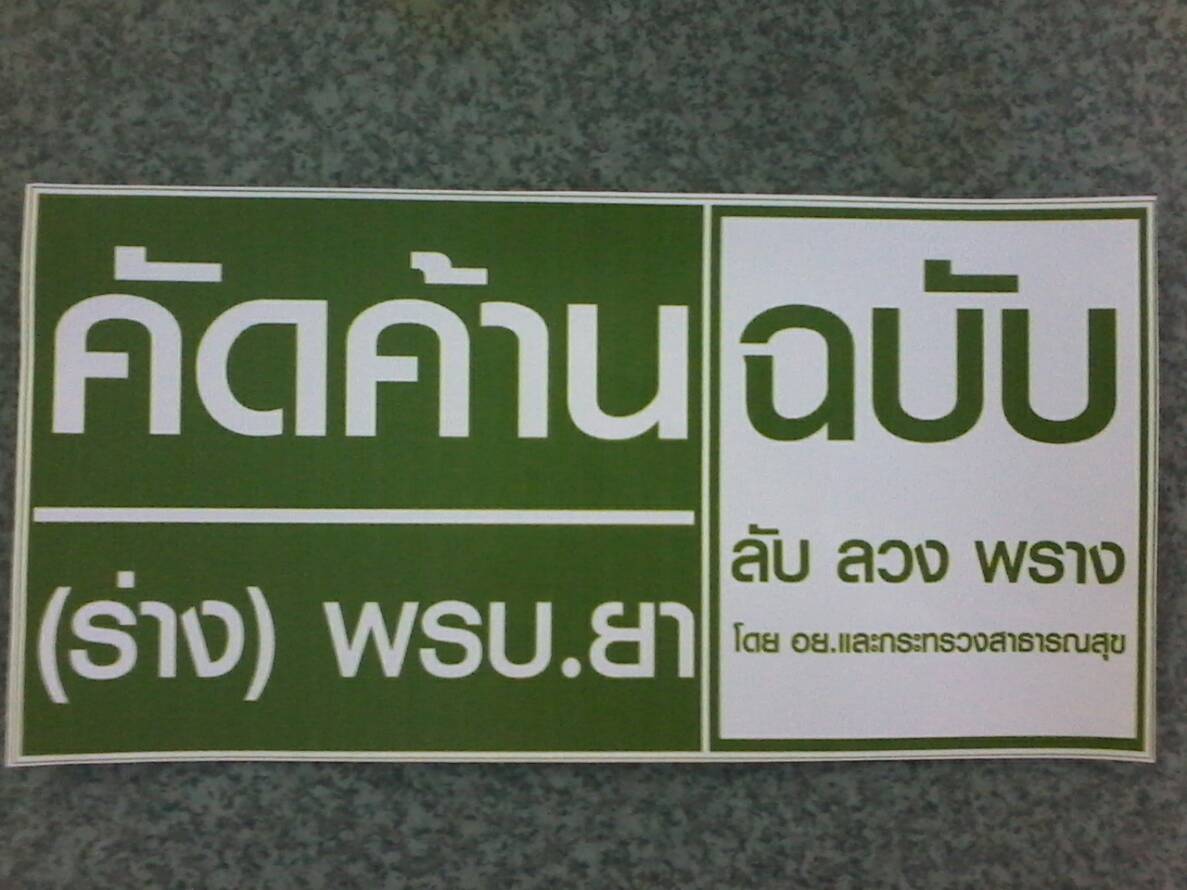 คัดค้าน
(ร่าง) พรบ.ยา
ฉบับ
ลับ ลวง พราง
โดย อย.และกระทรวงสาธารณสุข